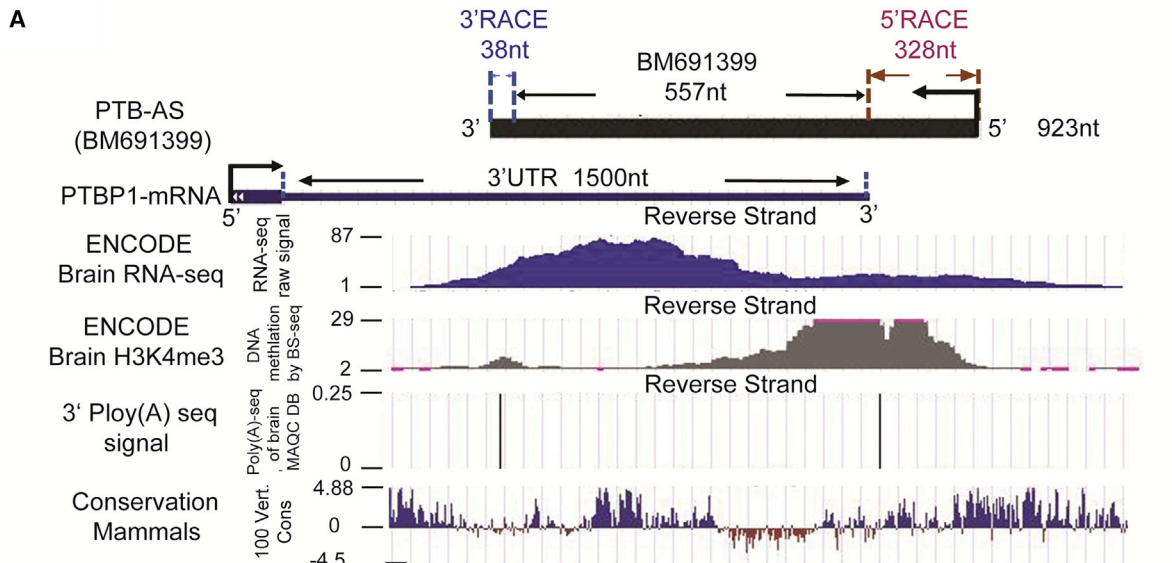 A
3'RACE
38nt
5'RACE
328nt
BM691399
557nt
PTB-AS
(BM691399)
3'
5'
923nt
3'UTR 1500nt
PTBP1-mRNA
5'
3'
Reverse Strand
ENCODE
Brain RNA-seq
RNA-seq
raw signal
87
1
Reverse Strand
ENCODE
Brain H3K4me3
DNA
methlation
by BS-seq
29
2
Reverse Strand
3' Ploy(A) seq
signal
Poly(A)-seq
of brain
MAQC DB
0.25
0
Conservation
Mammals
100 Vert.
Cons
4.88
0
-4.5